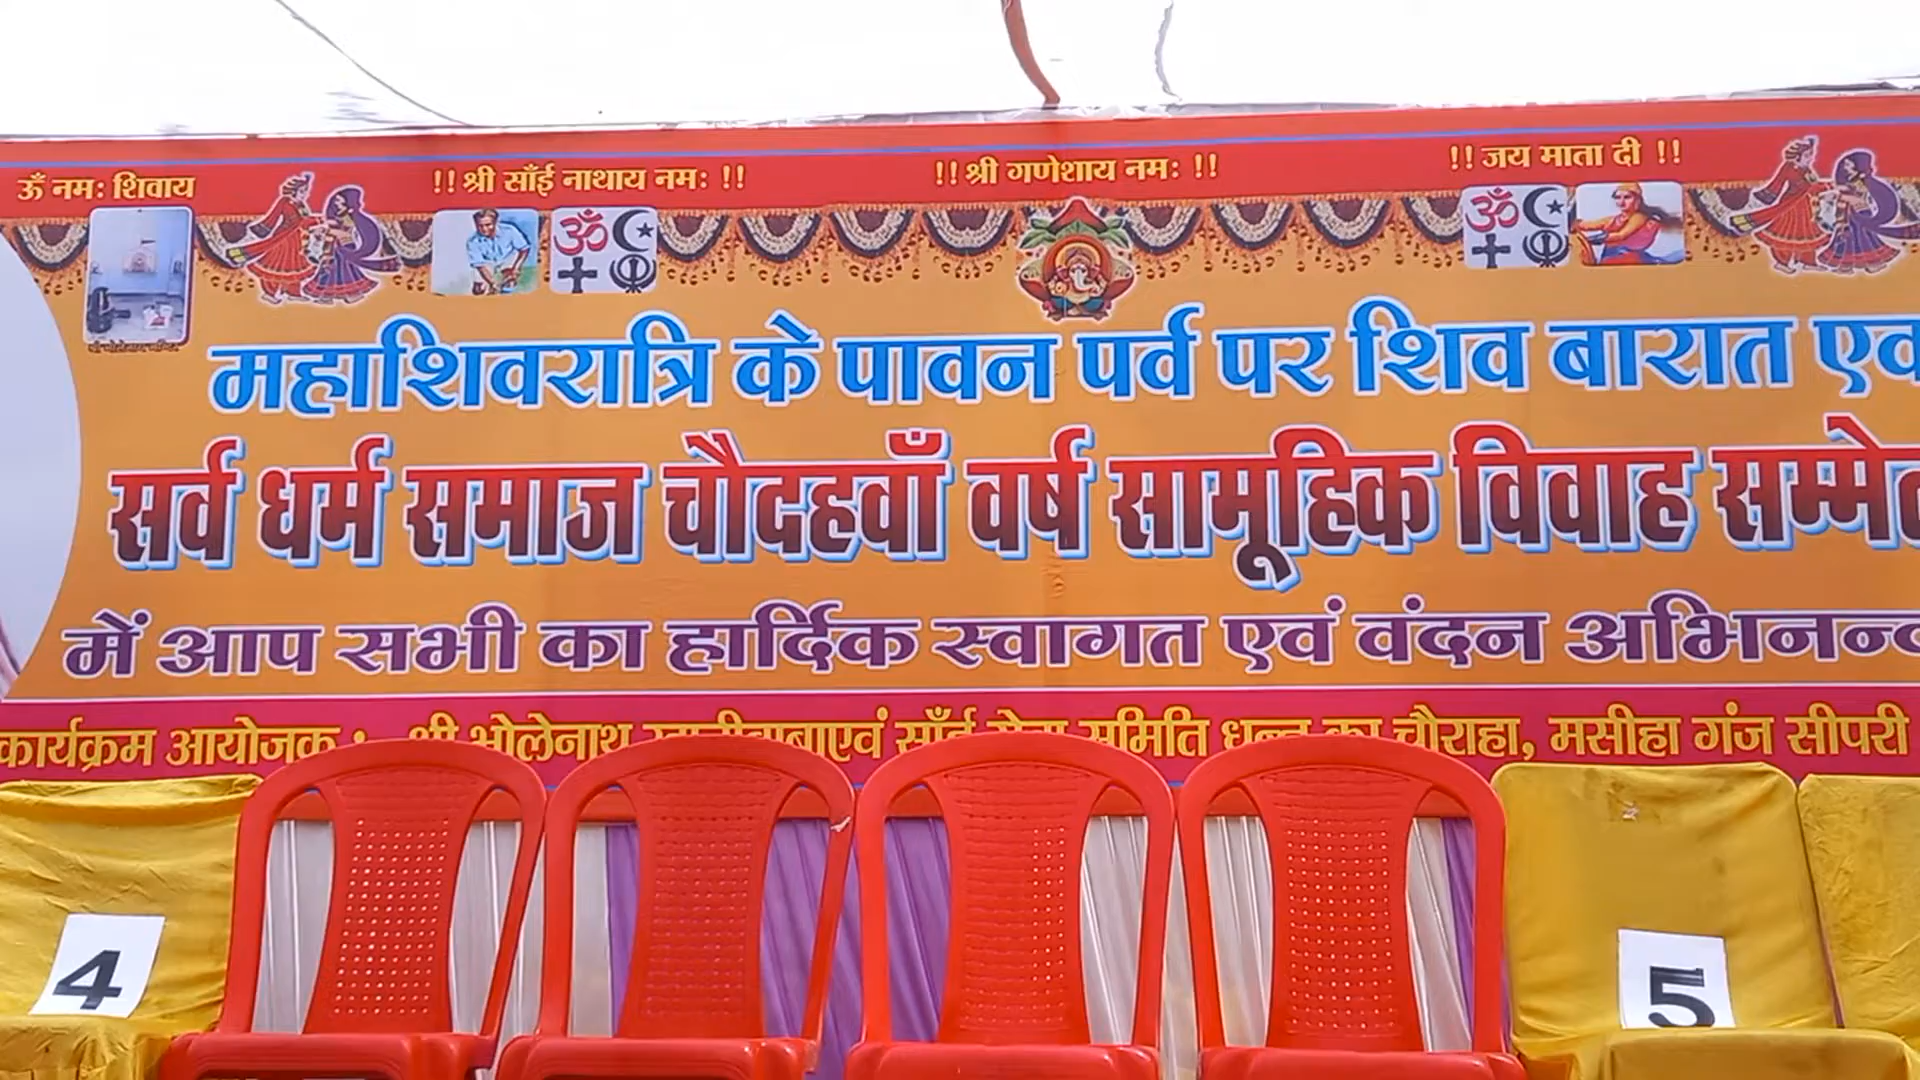 ॐ नमः शिवाय
!! श्री साँई नाथाय नमः !!
!! श्री गणेशाय नमः !!
!! जय माता दी !!
महाशिवरात्रि के पावन पर्व पर शिव बारात एव
सर्व धर्म समाज चौदहवाँ वर्ष सामूहिक विवाह सम्मे
में आप सभी का हार्दिक स्वागत एवं वंदन अभिनन्द
कार्यक्रम आयोजक : श्री भोलेनाथ एवं साँई सेवा समिति चौराहा, मसीहा गंज सीपरी
4
5